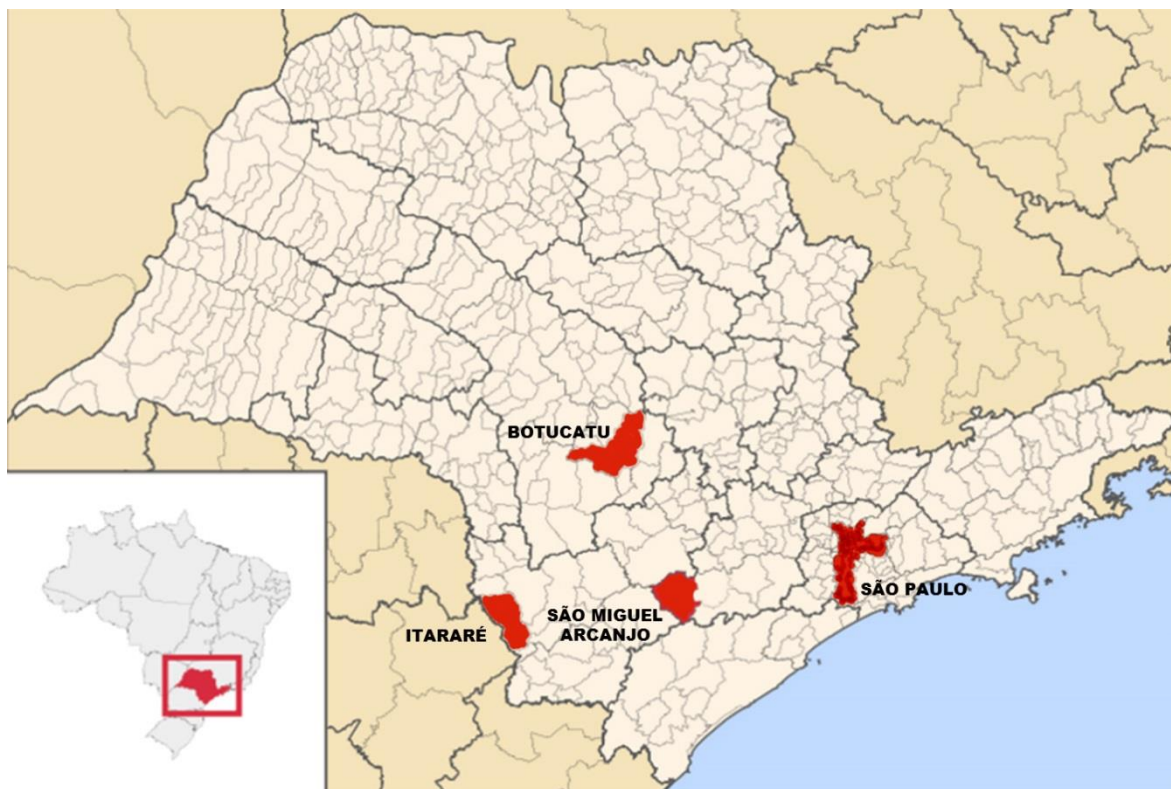 BOTUCATU
SÃO PAULO
SÃO MIGUEL
ARCANJO
ITARARÉ